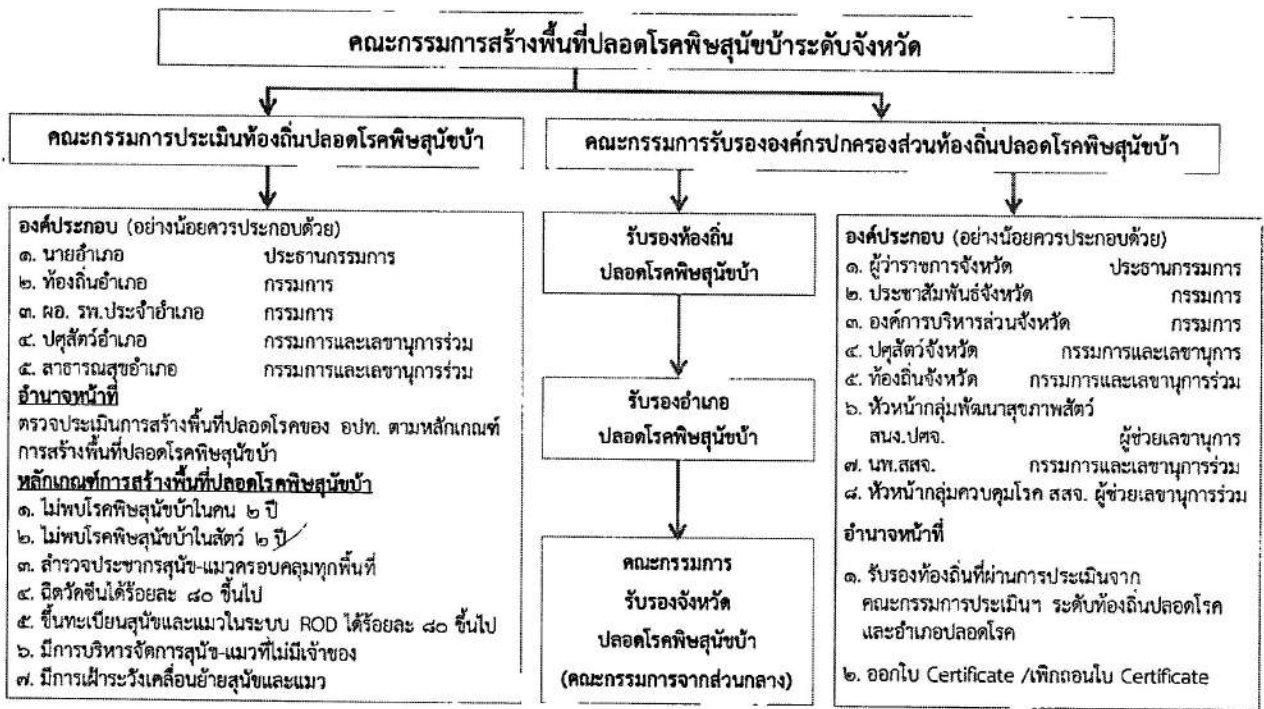 คณะกรรมการสร้างพื้นที่ปลอดโรคพิษสุนัขบ้าระดับจังหวัด
คณะกรรมการประเมินท้องถิ่นปลอดโรคพิษสุนัขบ้า
คณะกรรมการรับรององค์กรปกครองส่วนท้องถิ่นปลอดโรคพิษสุนัขบ้า
องค์ประกอบ (อย่างน้อยควรประกอบด้วย)
๑. นายอำเภอ ประธานกรรมการ
๒. ท้องถิ่นอำเภอ กรรมการ
๓. ผอ. รพ.ประจำอำเภอ กรรมการ
๔. ปศุสัตว์อำเภอ กรรมการและเลขานุการร่วม
๕. สาธารณสุขอำเภอ กรรมการและเลขานุการร่วม
อำนาจหน้าที่
ตรวจประเมินการสร้างพื้นที่ปลอดโรคของ อปท. ตามหลักเกณฑ์
การสร้างพื้นที่ปลอดโรคพิษสุนัขบ้า
หลักเกณฑ์การสร้างพื้นที่ปลอดโรคพิษสุนัขบ้า
๑. ไม่พบโรคพิษสุนัขบ้าในคน ๒ ปี
๒. ไม่พบโรคพิษสุนัขบ้าในสัตว์ ๒ ปี
๓. สำรวจประชากรสุนัข-แมวครอบคลุมทุกพื้นที่
๔. ฉีดวัคซีนได้ร้อยละ ๘๐ ขึ้นไป
๕. ขึ้นทะเบียนสุนัขและแมวในระบบ ROD ได้ร้อยละ ๘๐ ขึ้นไป
๖. มีการบริหารจัดการสุนัข-แมวที่ไม่มีเจ้าของ
๗. มีการเฝ้าระวังเคลื่อนย้ายสุนัขและแมว
รับรองท้องถิ่น
ปลอดโรคพิษสุนัขบ้า
รับรองอำเภอ
ปลอดโรคพิษสุนัขบ้า
คณะกรรมการ
รับรองจังหวัด
ปลอดโรคพิษสุนัขบ้า
(คณะกรรมการจากส่วนกลาง)
องค์ประกอบ (อย่างน้อยควรประกอบด้วย)
๑. ผู้ว่าราชการจังหวัด ประธานกรรมการ
๒. ประชาสัมพันธ์จังหวัด กรรมการ
๓. องค์การบริหารส่วนจังหวัด กรรมการ
๔. ปศุสัตว์จังหวัด กรรมการและเลขานุการ
๕. ท้องถิ่นจังหวัด กรรมการและเลขานุการร่วม
๖. หัวหน้ากลุ่มพัฒนาสุขภาพสัตว์
สนง.ปศจ. ผู้ช่วยเลขานุการ
๗. นพ.สสจ. กรรมการและเลขานุการร่วม
๘. หัวหน้ากลุ่มควบคุมโรค สสจ. ผู้ช่วยเลขานุการร่วม
อำนาจหน้าที่
๑. รับรองท้องถิ่นที่ผ่านการประเมินจาก
คณะกรรมการประเมินฯ ระดับท้องถิ่นปลอดโรค
และอำเภอปลอดโรค
๒. ออกใบ Certificate /เพิกถอนใบ Certificate